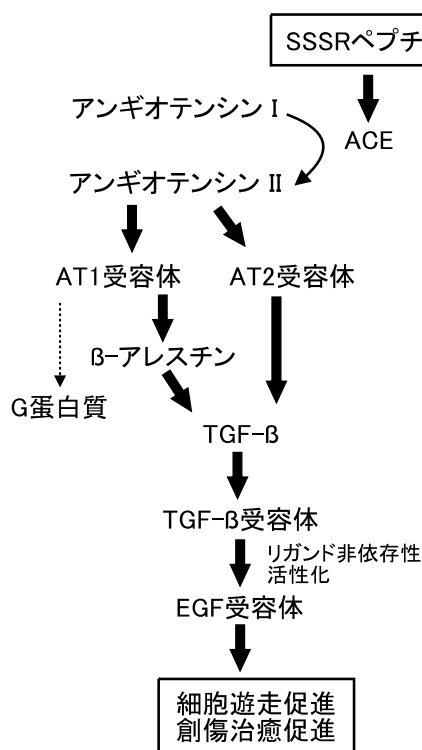 SSSRペプチ
アンギオテンシン I
ACE
アンギオテンシン II
AT1受容体
AT2受容体
ß-アレスチン
G蛋白質
TGF-ß
TGF-ß受容体
リガンド非依存性
活性化
EGF受容体
細胞遊走促進
創傷治癒促進